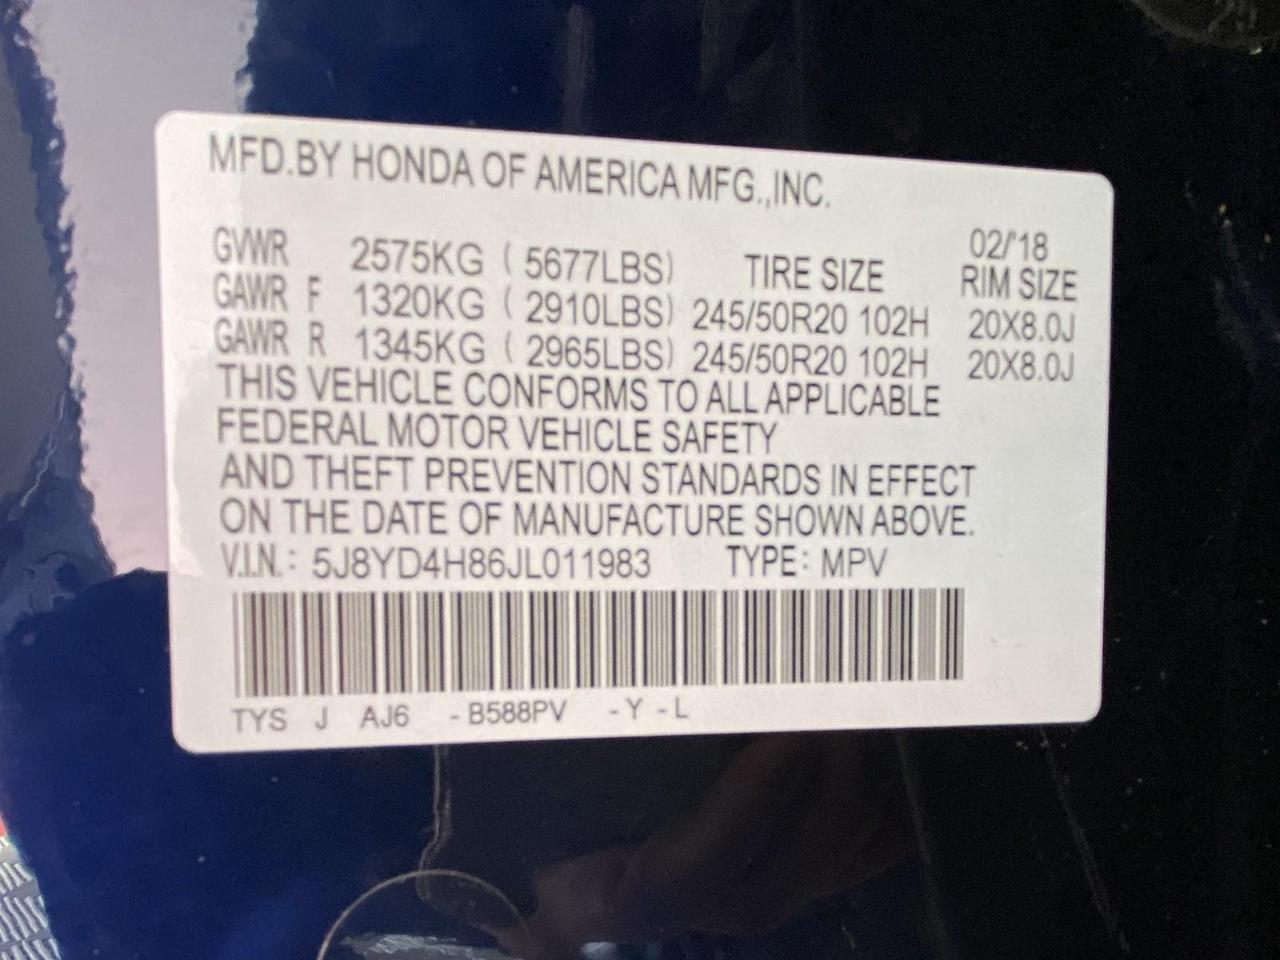 MFD.BY HONDA OF AMERICA MFG.,INC.
02/'18
GVWR 2575KG ( 5677LBS) TIRE SIZE RIM SIZE
GAWR F 1320KG ( 2910LBS) 245/50R20 102H 20X8.0J
GAWR R 1345KG ( 2965LBS) 245/50R20 102H 20X8.0J
THIS VEHICLE CONFORMS TO ALL APPLICABLE
FEDERAL MOTOR VEHICLE SAFETY
AND THEFT PREVENTION STANDARDS IN EFFECT
ON THE DATE OF MANUFACTURE SHOWN ABOVE.
V.I.N.: 5J8YD4H86JL011983 TYPE: MPV
TYS J AJ6 -B588PV -Y -L